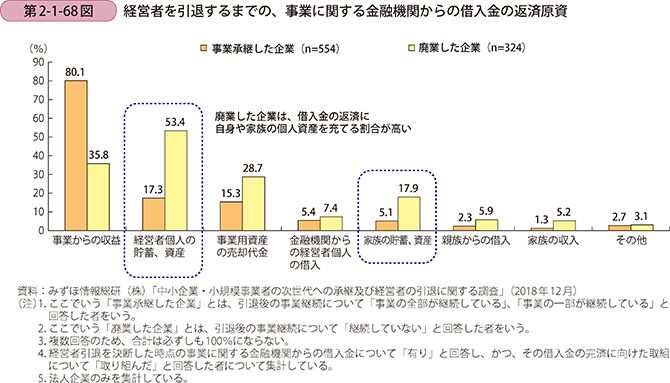 第2-1-68図 経営者を引退するまでの、事業に関する金融機関からの借入金の返済原資
(%)
事業承継した企業（n=554） 廃業した企業（n=324）
90
80
70
60
50
40
30
20
10
0
廃業した企業は、借入金の返済に
自身や家族の個人資産を充てる割合が高い
80.1 35.8
17.3 53.4
15.3 28.7
5.4 7.4
5.1 17.9
2.3 5.9
1.3 5.2
2.7 3.1
事業からの収益
経営者個人の
貯蓄、資産
事業用資産
の売却代金
金融機関から
の経営者個人
の借入
家族の貯蓄、資産
親族からの借入
家族の収入
その他
資料：みずほ情報総研（株）「中小企業・小規模事業者の次世代への承継及び経営者の引退に関する調査」（2018年12月）
（注）1. ここでいう「事業承継した企業」とは、引退後の事業継続について「事業の全部が継続している」、「事業の一部が継続している」と
回答した者をいう。
2. ここでいう「廃業した企業」とは、引退後の事業継続について「継続していない」と回答した者をいう。
3. 複数回答のため、合計は必ずしも100％にならない。
4. 経営者引退を決断した時点の事業に関する金融機関からの借入金について「有り」と回答し、かつ、その借入金の完済に向けた取組
について「取り組んだ」と回答した者について集計している。
5. 法人企業のみを集計している。